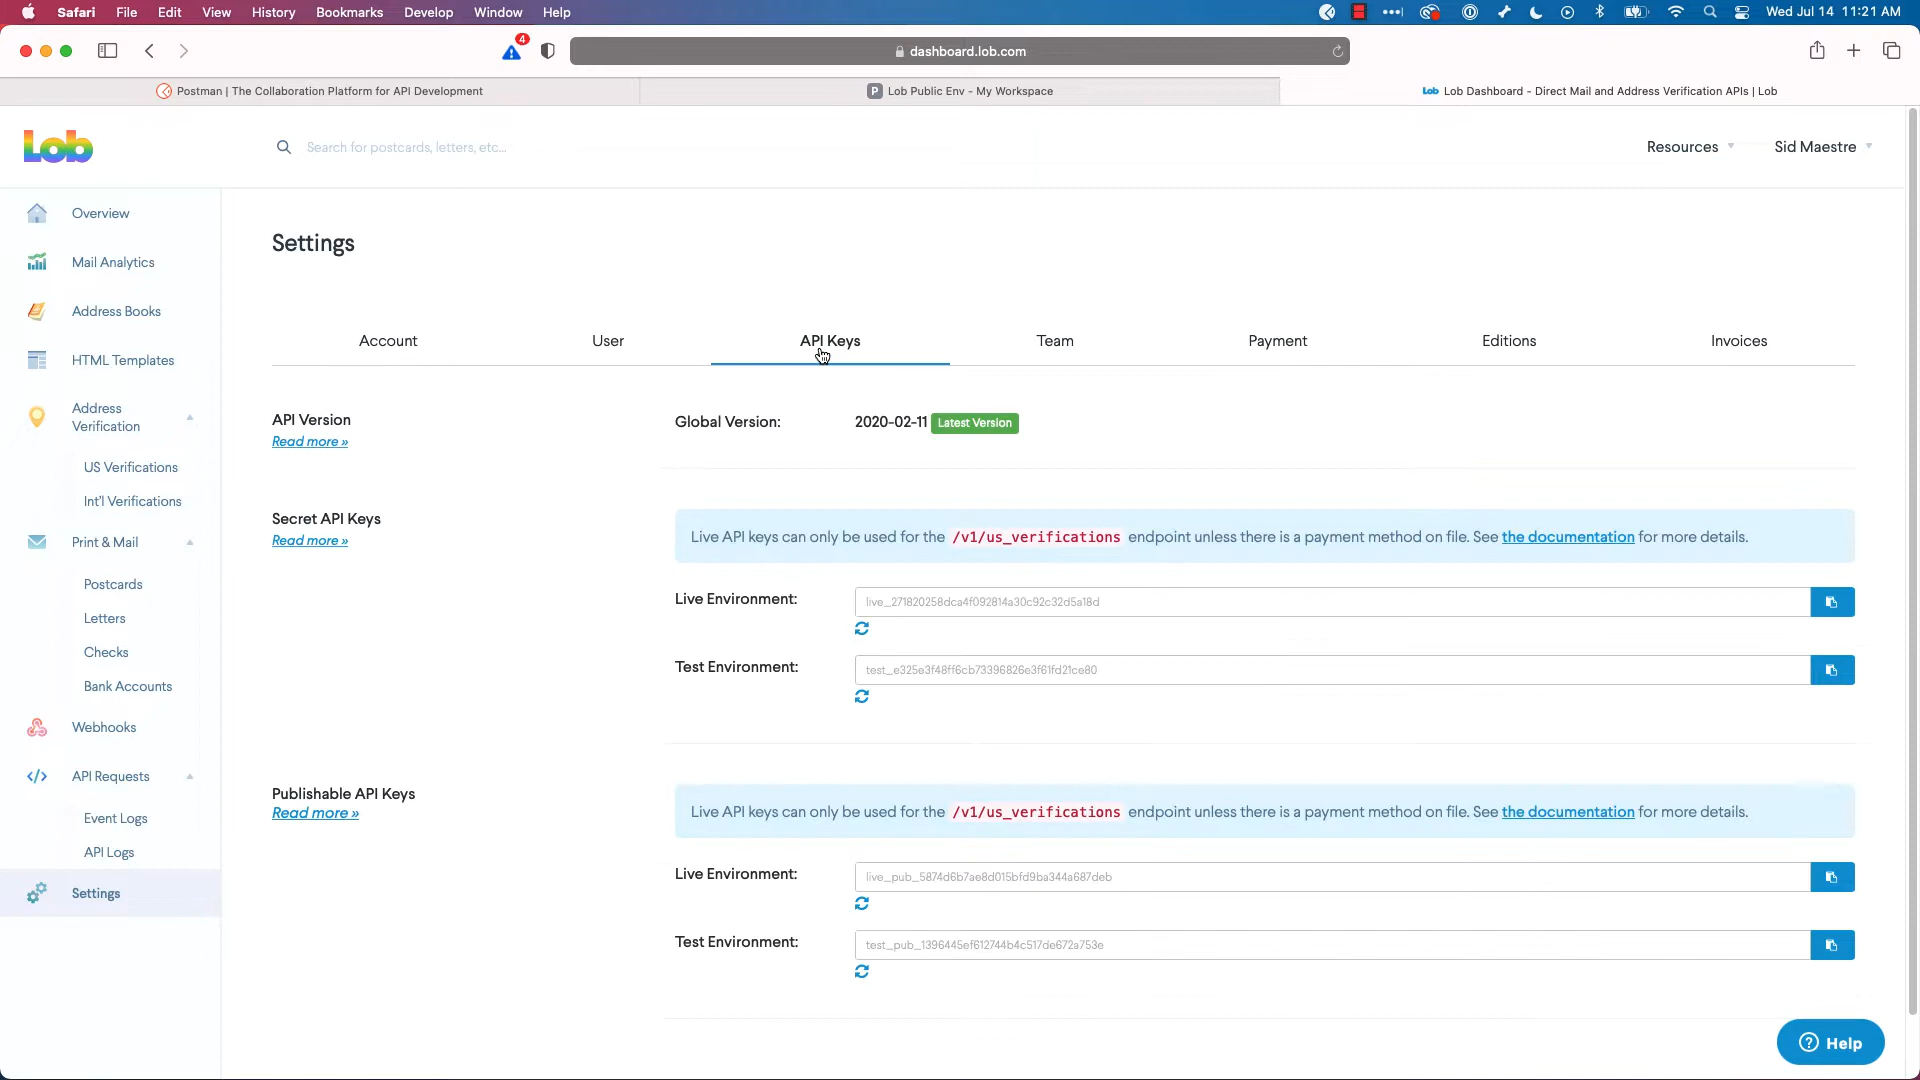 Safari File Edit View History Bookmarks Develop Window Help
Wed Jul 14 11:21 AM
4
dashboard.lob.com
Postman | The Collaboration Platform for API Development
P Lob Public Env - My Workspace
Lob Lob Dashboard - Direct Mail and Address Verification APIs | Lob
Lob
Search for postcards, letters, etc...
Resources
Sid Maestre
Overview
Mail Analytics
Address Books
HTML Templates
Address
Verification
US Verifications
Int'l Verifications
Print & Mail
Postcards
Letters
Checks
Bank Accounts
Webhooks
API Requests
Event Logs
API Logs
Settings
Settings
Account User API Keys Team Payment Editions Invoices
API Version
Read more »
Global Version: 2020-02-11 Latest Version
Secret API Keys
Read more »
Live API keys can only be used for the /v1/us_verifications endpoint unless there is a payment method on file. See the documentation for more details.
Live Environment: live_271820258dca4f092814a30c92c32d5a18d
Test Environment: test_e325e3f48ff6cb73396826e3f61fd21ce80
Publishable API Keys
Read more »
Live API keys can only be used for the /v1/us_verifications endpoint unless there is a payment method on file. See the documentation for more details.
Live Environment: live_pub_5874d6b7ae8d015bfd9ba344a687deb
Test Environment: test_pub_1396445ef612744b4c517de672a753e
Help